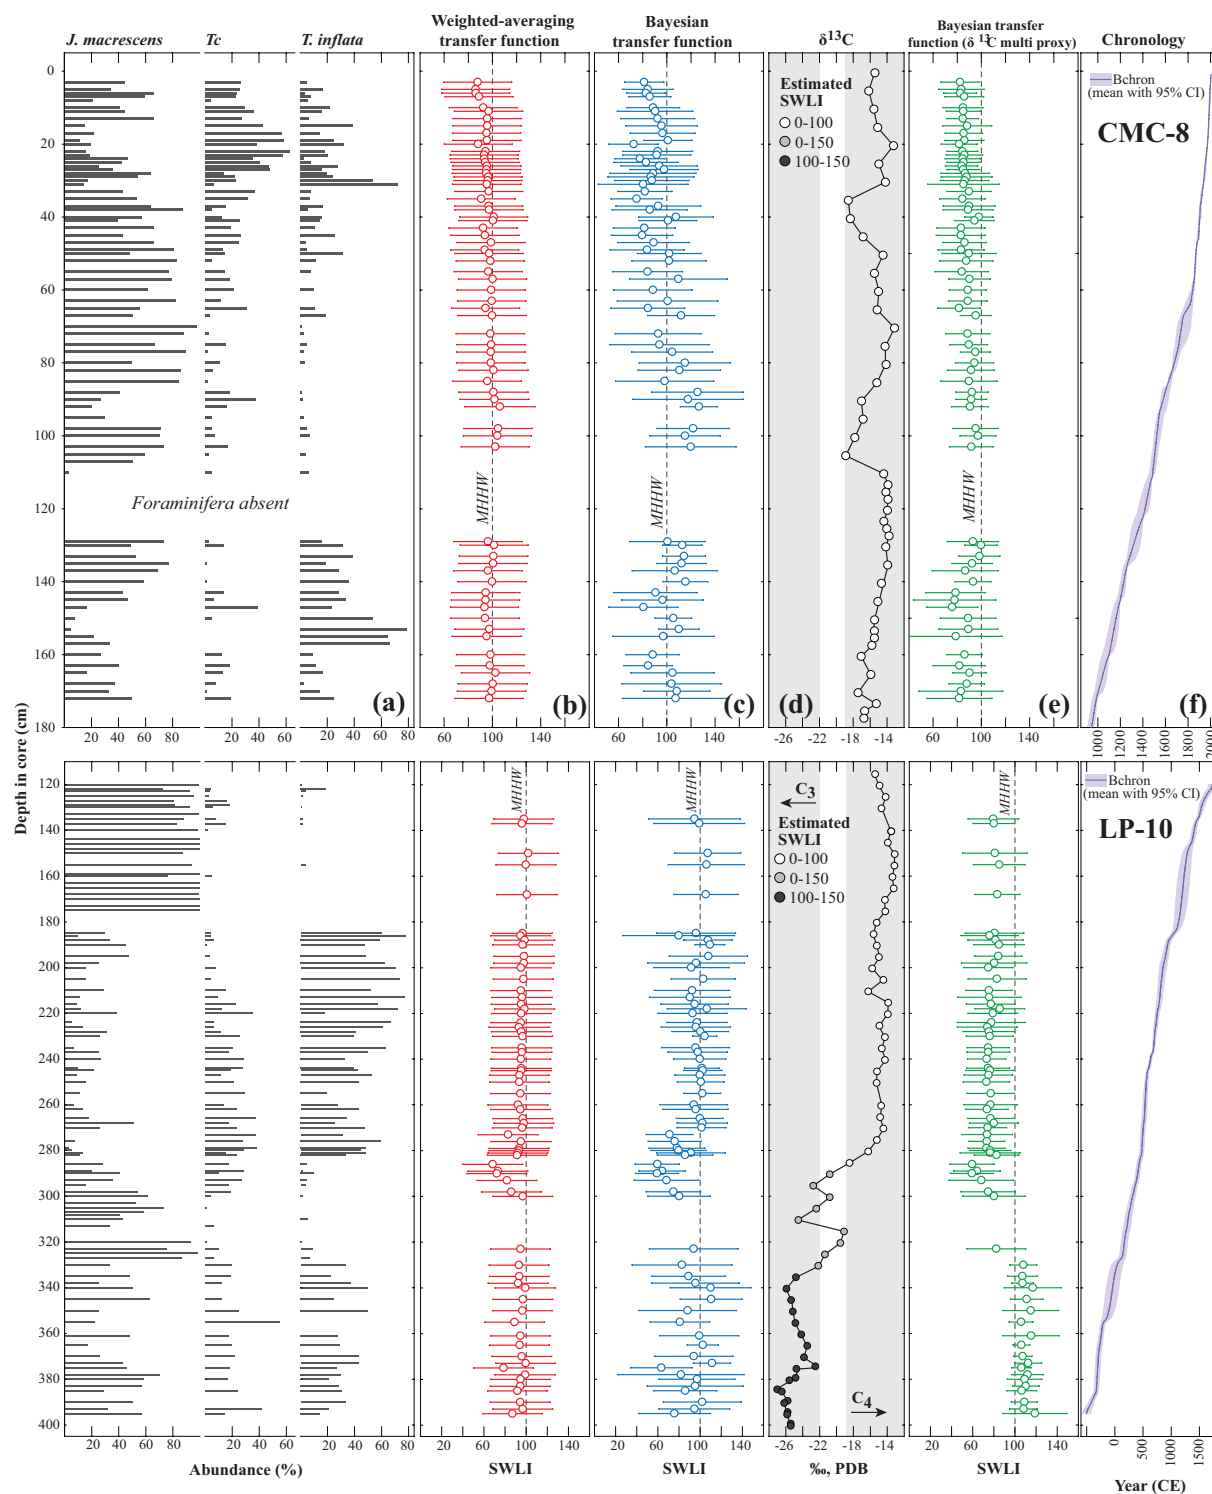 Weighted-averaging
transfer function
Bayesian
transfer function
Bayesian transfer
function (δ 13C multi proxy)
J. macrescens
Tc
T. inflata
δ13C
Chronology
0
20
40
60
80
100
120
140
160
180
Bchron
(mean with 95% CI)
CMC-8
Estimated
SWLI
0-100
0-150
100-150
Foraminifera absent
MHHW
MHHW
MHHW
(a)
(b)
(c)
(d)
(e)
(f)
20 40 60 80
20 40 60
20 40 60 80
60 100 140
60 100 140
-26 -22 -18 -14
60 100 140
1000 1200 1400 1600 1800 2000
Depth in core (cm)
120
140
160
180
200
220
240
260
280
300
320
340
360
380
400
MHHW
MHHW
MHHW
C3
Estimated
SWLI
0-100
0-150
100-150
C4
Bchron
(mean with 95% CI)
LP-10
20 40 60 80
20 40 60
20 40 60 80
20 60 100 140
20 60 100 140
-26 -22 -18 -14
20 60 100 140
0 500 1000 1500
Abundance (%)
SWLI
SWLI
‰, PDB
SWLI
Year (CE)